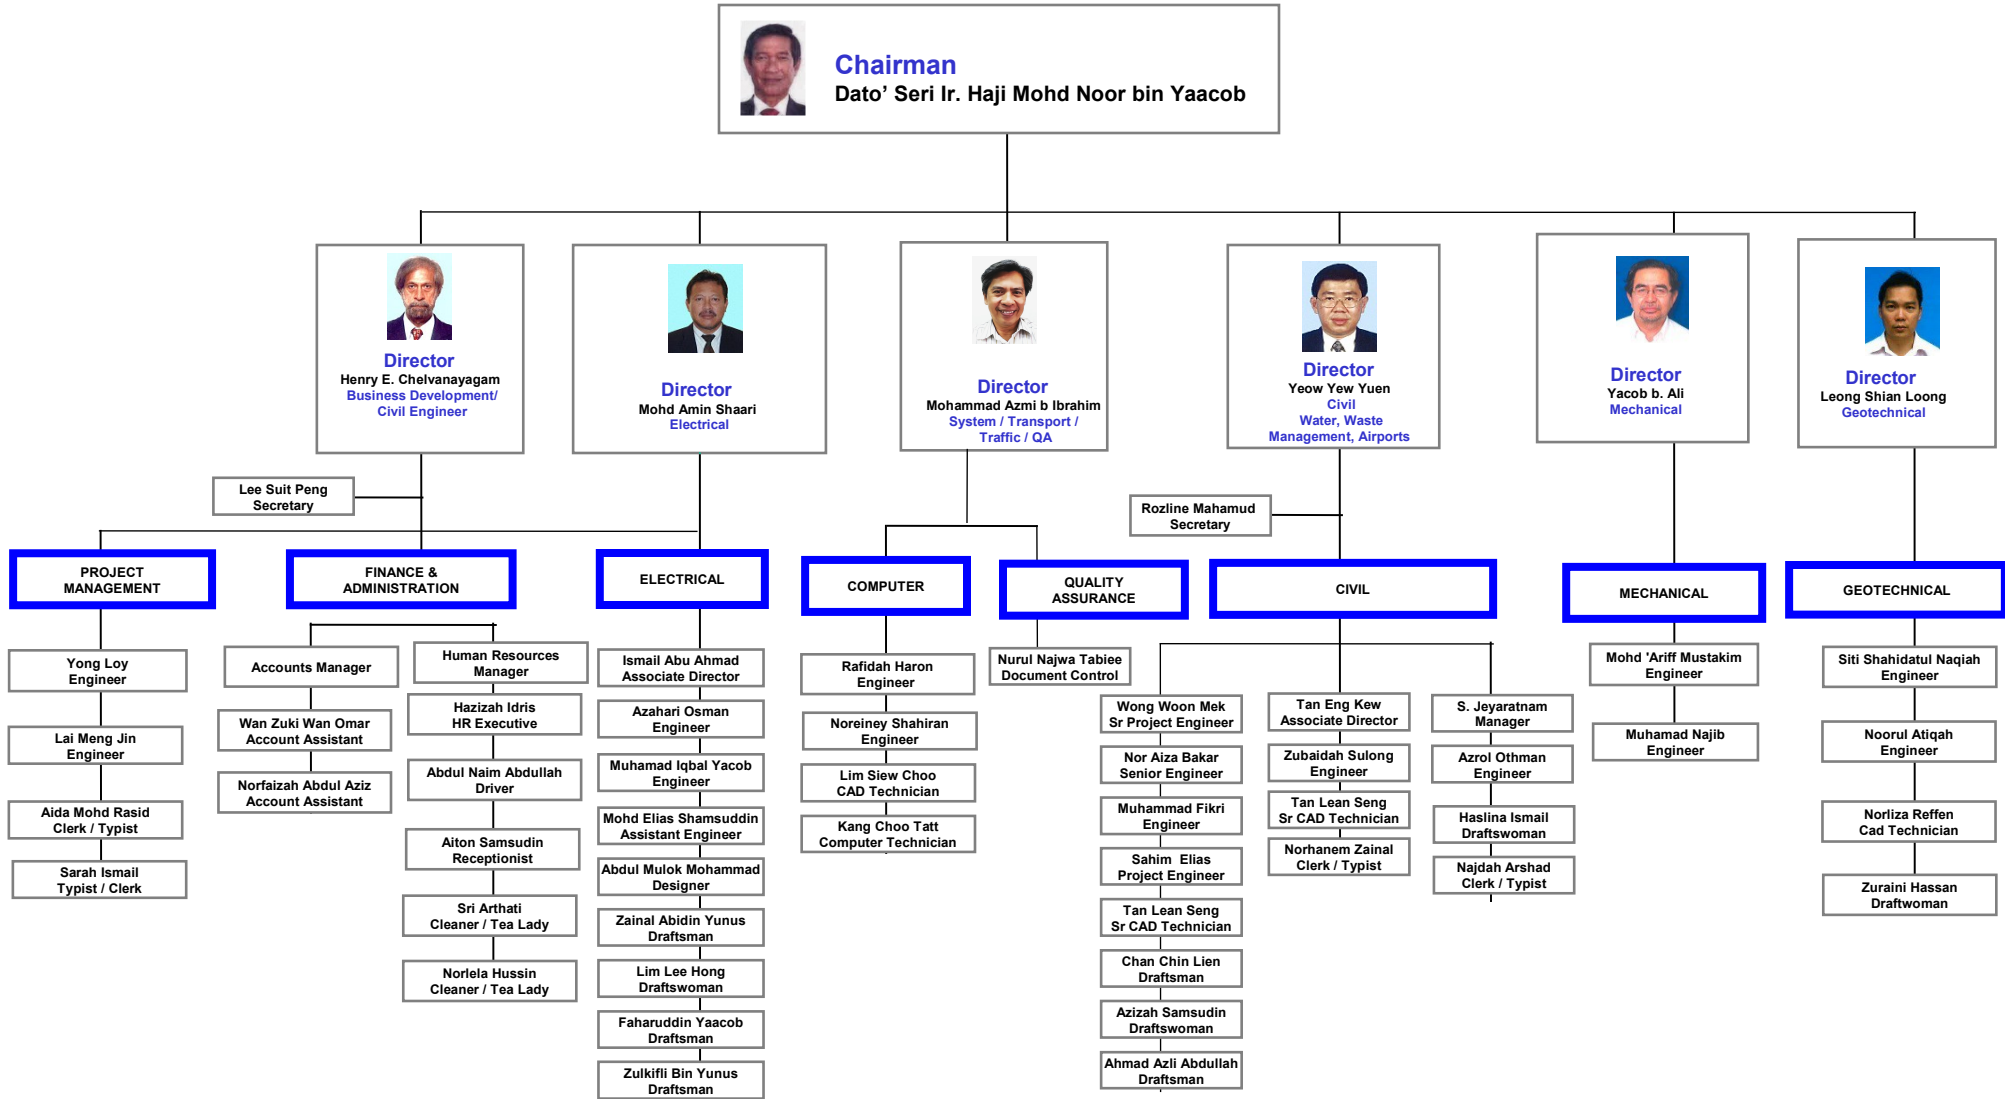 Chairman
Dato’ Seri Ir. Haji Mohd Noor bin Yaacob
Director
Henry E. Chelvanayagam
Business Development/
Civil Engineer
Director
Mohd Amin Shaari
Electrical
Director
Mohammad Azmi b Ibrahim
System / Transport /
Traffic / QA
Director
Yeow Yew Yuen
Civil
Water, Waste
Management, Airports
Director
Yacob b. Ali
Mechanical
Director
Leong Shian Loong
Geotechnical
Lee Suit Peng
Secretary
Rozline Mahamud
Secretary
PROJECT
MANAGEMENT
Yong Loy
Engineer
Lai Meng Jin
Engineer
Aida Mohd Rasid
Clerk / Typist
Sarah Ismail
Typist / Clerk
FINANCE &
ADMINISTRATION
Accounts Manager
Wan Zuki Wan Omar
Account Assistant
Norfaizah Abdul Aziz
Account Assistant
Human Resources
Manager
Hazizah Idris
HR Executive
Abdul Naim Abdullah
Driver
Aiton Samsudin
Receptionist
Sri Arthati
Cleaner / Tea Lady
Norlela Hussin
Cleaner / Tea Lady
ELECTRICAL
Ismail Abu Ahmad
Associate Director
Azahari Osman
Engineer
Muhamad Iqbal Yacob
Engineer
Mohd Elias Shamsuddin
Assistant Engineer
Abdul Mulok Mohammad
Designer
Zainal Abidin Yunus
Draftsman
Lim Lee Hong
Draftswoman
Faharuddin Yaacob
Draftsman
Zulkifli Bin Yunus
Draftsman
COMPUTER
Rafidah Haron
Engineer
Noreiney Shahiran
Engineer
Lim Siew Choo
CAD Technician
Kang Choo Tatt
Computer Technician
QUALITY
ASSURANCE
Nurul Najwa Tabiee
Document Control
CIVIL
Wong Woon Mek
Sr Project Engineer
Nor Aiza Bakar
Senior Engineer
Muhammad Fikri
Engineer
Sahim Elias
Project Engineer
Tan Lean Seng
Sr CAD Technician
Chan Chin Lien
Draftsman
Azizah Samsudin
Draftswoman
Ahmad Azli Abdullah
Draftsman
Tan Eng Kew
Associate Director
Zubaidah Sulong
Engineer
Tan Lean Seng
Sr CAD Technician
Norhanem Zainal
Clerk / Typist
S. Jeyaratnam
Manager
Azrol Othman
Engineer
Haslina Ismail
Draftswoman
Najdah Arshad
Clerk / Typist
MECHANICAL
Mohd 'Ariff Mustakim
Engineer
Muhamad Najib
Engineer
GEOTECHNICAL
Siti Shahidatul Naqiah
Engineer
Noorul Atiqah
Engineer
Norliza Reffen
Cad Technician
Zuraini Hassan
Draftwoman